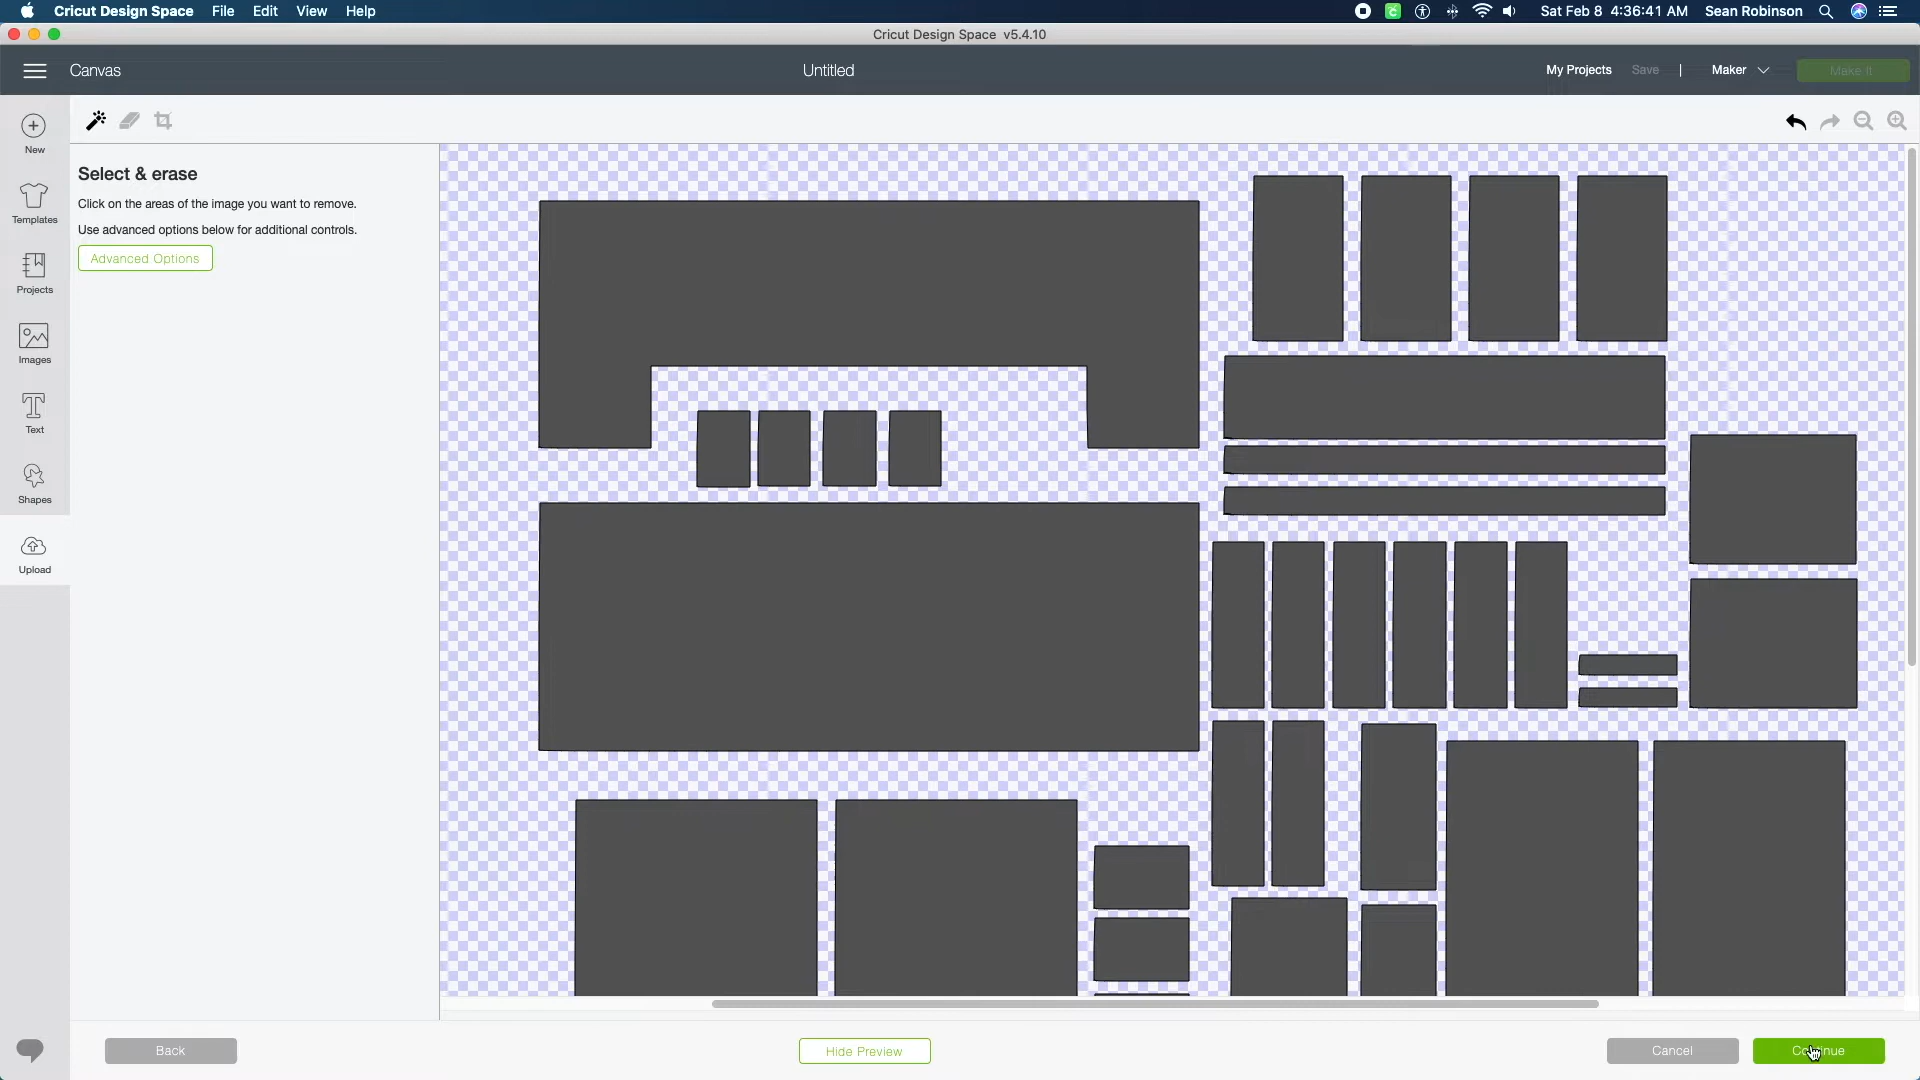 Cricut Design Space File Edit View Help Sat Feb 8 4:36:41 AM Sean Robinson
Cricut Design Space v5.4.10
Canvas Untitled My Projects Save | Maker Make It
New
Templates
Projects
Images
Text
Shapes
Upload
Select & erase
Click on the areas of the image you want to remove.
Use advanced options below for additional controls.
Advanced Options
Back Hide Preview Cancel Continue